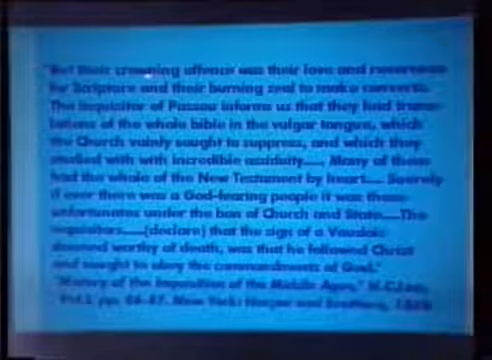 "But their crowning offence was their love and reverence
for Scripture and their burning zeal to make converts.
The Inquisitor of Passau informs us that they had trans-
lations of the whole bible in the vulgar tongue, which
the Church vainly sought to suppress, and which they
studied with with incredible assiduity.... Many of them
had the whole of the New Testament by heart.... Surely
if ever there was a God-fearing people it was these
unfortunates under the ban of Church and State....The
inquisitors....(declare) that the sign of a Vaudois
deemed worthy of death, was that he followed Christ
and sought to obey the commandments of God."
"History of the Inquisition of the Middle Ages," H.C.Lea,
Vol.1, pp. 86-87. New York: Harper and Brothers,